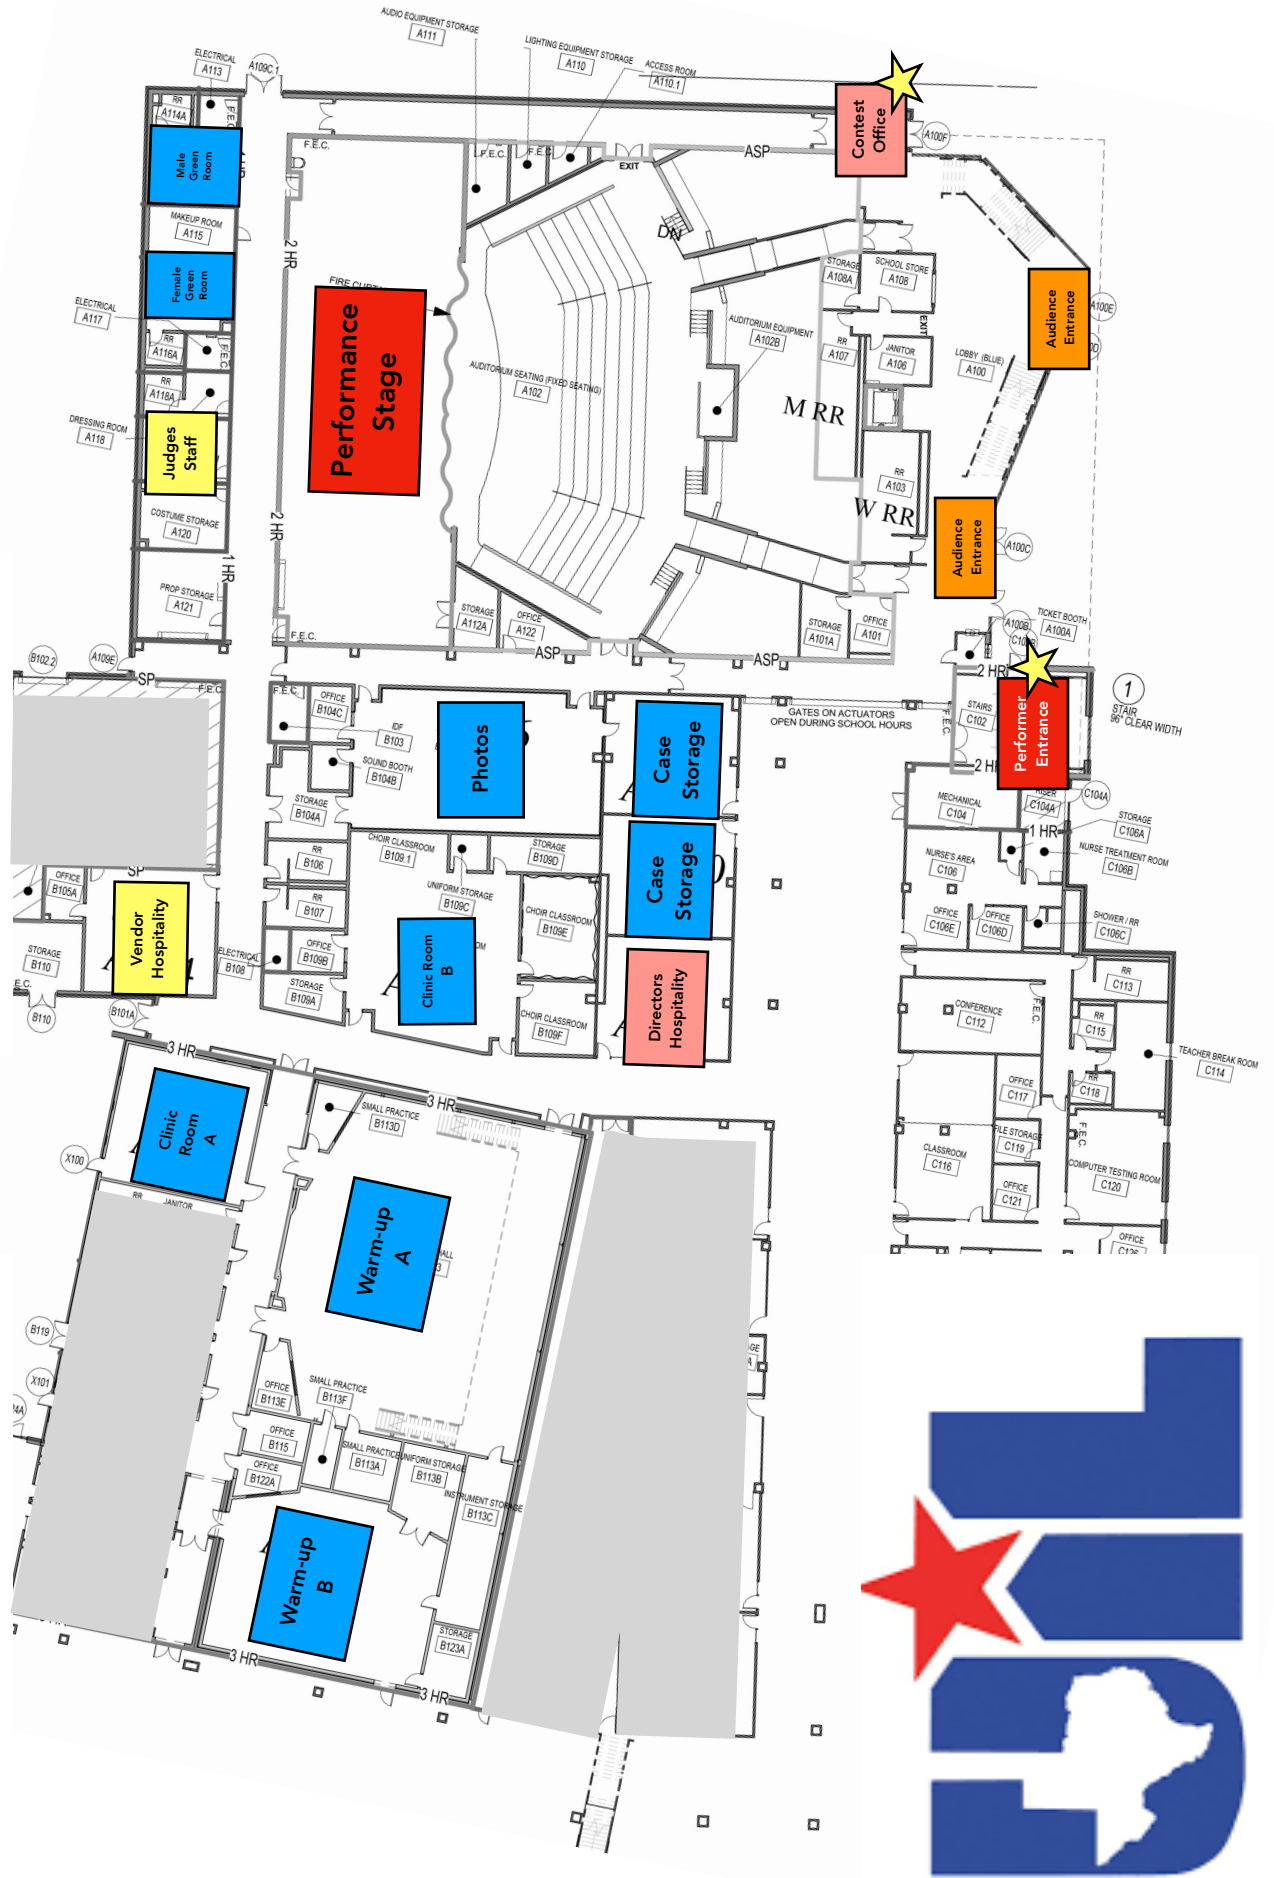 AUDIO EQUIPMENT STORAGE
A111
LIGHTING EQUIPMENT STORAGE
A110
ACCESS ROOM
A110.1
ELECTRICAL
A113
A109C.1
RR
A114A
F.E.C.
Male
Green
Room
MAKEUP ROOM
A115
Female
Green
Room
ELECTRICAL
A117
RR
A116A
F.E.C.
RR
A118A
DRESSING ROOM
A118
Judges
Staff
COSTUME STORAGE
A120
PROP STORAGE
A121
1 HR
2 HR
2 HR
F.E.C.
F.E.C.
F.E.C.
F.E.C.
EXIT
ASP
Contest
Office
A100F
DN
Performance
Stage
AUDITORIUM SEATING (FIXED SEATING)
A102
AUDITORIUM EQUIPMENT
A102B
STORAGE
A108A
SCHOOL STORE
A108
EXIT
RR
A107
JANITOR
A106
LOBBY (BLUE)
A100
Audience
Entrance
A100E
M RR
RR
A103
W RR
Audience
Entrance
A100C
STORAGE
A112A
OFFICE
A122
STORAGE
A101A
OFFICE
A101
ASP
ASP
TICKET BOOTH
A100A
A100B
2 HR
STAIRS
C102
F.E.C.
Performer
Entrance
1
STAIR
96" CLEAR WIDTH
GATES ON ACTUATORS
OPEN DURING SCHOOL HOURS
B102.2
A109E
SP
F.E.C.
F.E.C.
OFFICE
B104C
IDF
B103
SOUND BOOTH
B104B
STORAGE
B104A
Photos
Case
Storage
Case
Storage
MECHANICAL
C104
RISER
C104A
C104A
1 HR
STORAGE
C106A
NURSE TREATMENT ROOM
C106B
NURSE'S AREA
C106
OFFICE
C106E
OFFICE
C106D
SHOWER / RR
C106C
SP
OFFICE
B105A
Vendor
Hospitality
STORAGE
B110
B110
B101A
RR
B106
RR
B107
ELECTRICAL
B108
OFFICE
B109B
STORAGE
B109A
CHOIR CLASSROOM
B109.1
UNIFORM STORAGE
B109C
STORAGE
B109D
CHOIR CLASSROOM
B109E
CHOIR CLASSROOM
B109F
Clinic Room
B
Directors
Hospitality
CONFERENCE
C112
F.E.C.
RR
C113
RR
C115
TEACHER BREAK ROOM
C114
OFFICE
C117
RR
C118
FILE STORAGE
C119
CLASSROOM
C116
OFFICE
C121
F.E.C.
COMPUTER TESTING ROOM
C120
OFFICE
3 HR
Clinic
Room
A
X100
RR
JANITOR
3 HR
SMALL PRACTICE
B113D
Warm-up
A
B119
X101
OFFICE
B113E
SMALL PRACTICE
B113F
OFFICE
B115
OFFICE
B122A
SMALL PRACTICE
B113A
UNIFORM STORAGE
B113B
INSTRUMENT STORAGE
B113C
Warm-up
B
STORAGE
B123A
3 HR
3 HR
UIL